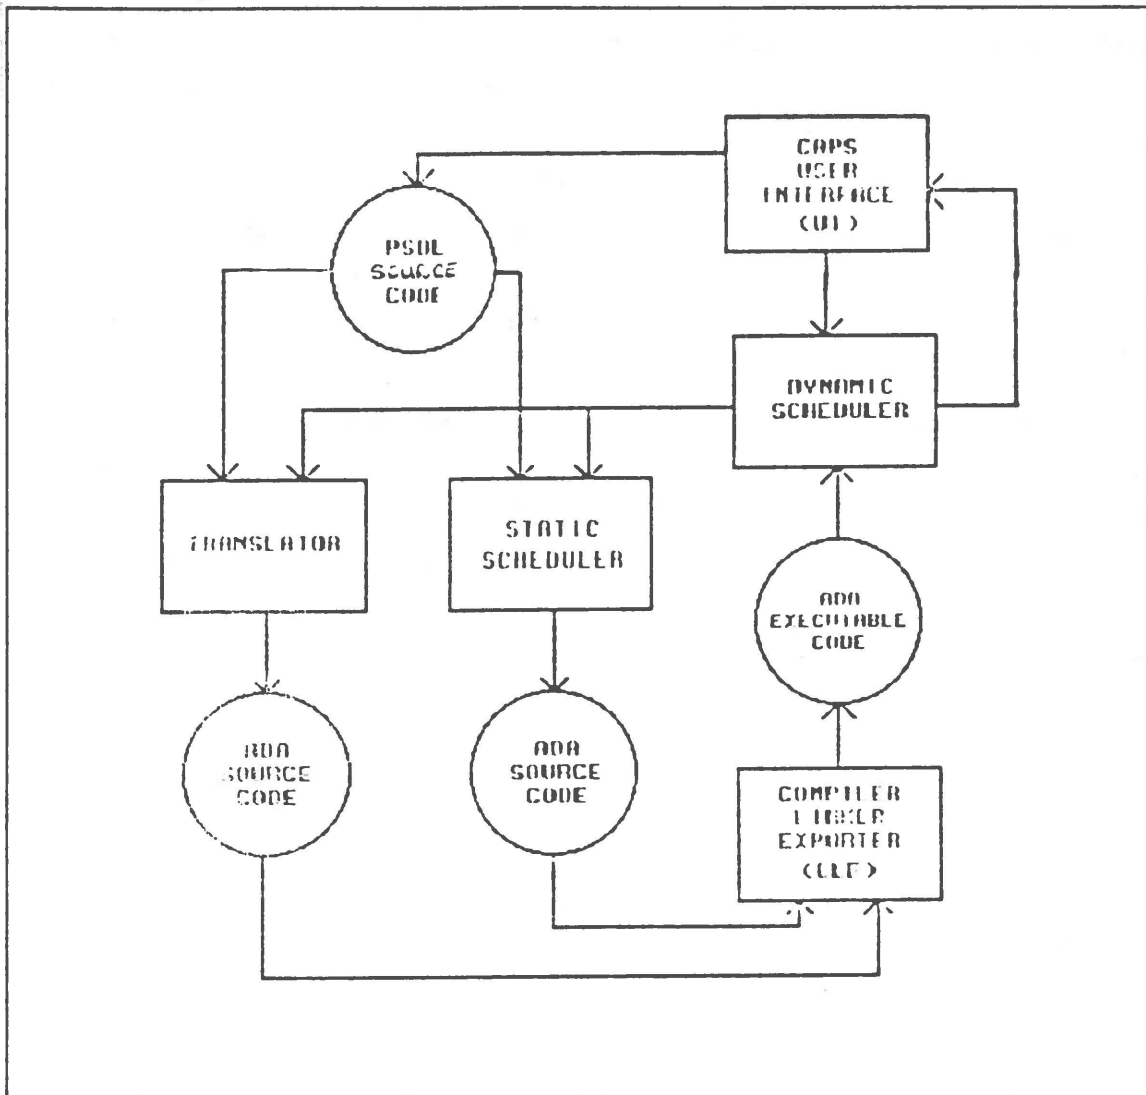 CAPS
USER
INTERFACE
(UI)
PSDL
SOURCE
CODE
DYNAMIC
SCHEDULER
TRANSLATOR
STATIC
SCHEDULER
ADA
EXECUTABLE
CODE
ADA
SOURCE
CODE
ADA
SOURCE
CODE
COMPILER
LINKER
EXPORTER
(CLE)